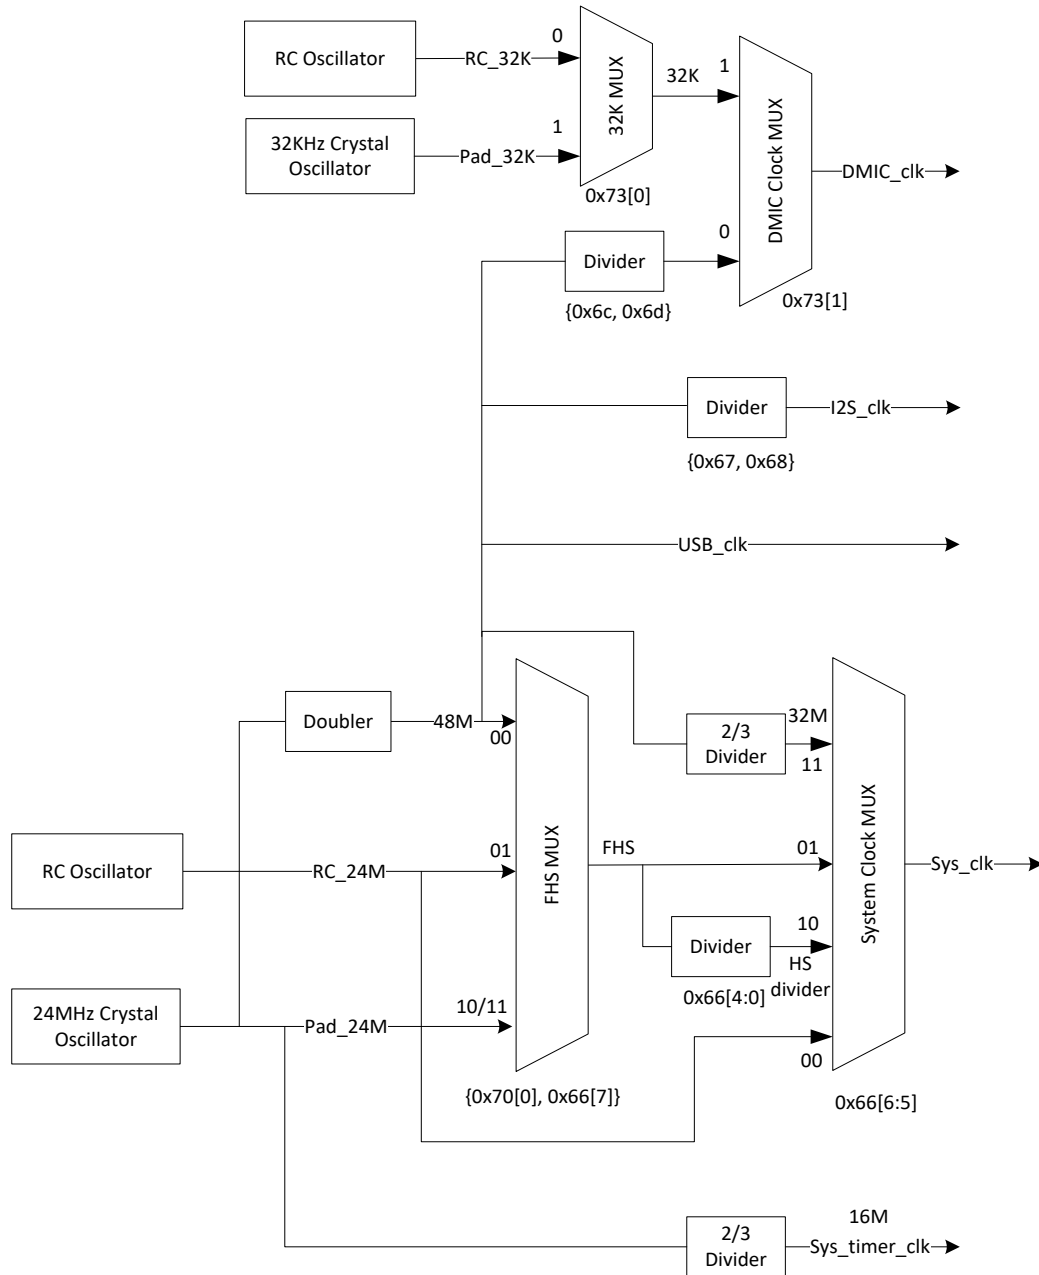 RC Oscillator
RC_32K
0
32K MUX
32K
1
32KHz Crystal
Oscillator
Pad_32K
1
0x73[0]
DMIC Clock MUX
DMIC_clk
0
Divider
{0x6c, 0x6d}
0x73[1]
Divider
I2S_clk
{0x67, 0x68}
USB_clk
Doubler
48M
00
2/3
Divider
32M
11
RC Oscillator
RC_24M
01
FHS MUX
FHS
01
System Clock MUX
Sys_clk
Divider
10
HS
divider
0x66[4:0]
24MHz Crystal
Oscillator
Pad_24M
10/11
00
{0x70[0], 0x66[7]}
0x66[6:5]
2/3
Divider
16M
Sys_timer_clk